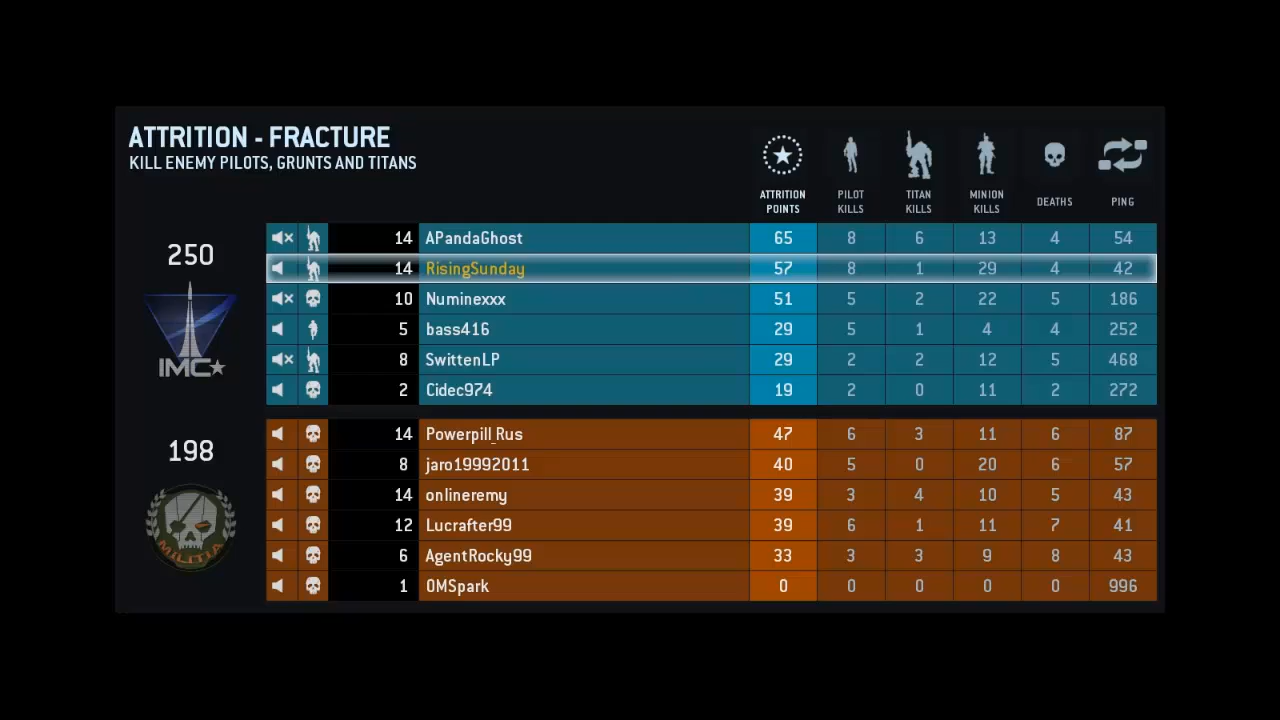 ATTRITION - FRACTURE
KILL ENEMY PILOTS, GRUNTS AND TITANS
ATTRITION POINTS PILOT KILLS TITAN KILLS MINION KILLS DEATHS PING
250
IMC
14 APandaGhost 65 8 6 13 4 54
14 RisingSunday 57 8 1 29 4 42
10 Numinexxx 51 5 2 22 5 186
5 bass416 29 5 1 4 4 252
8 SwittenLP 29 2 2 12 5 468
2 Cidec974 19 2 0 11 2 272
198
MILITIA
14 Powerpill_Rus 47 6 3 11 6 87
8 jaro19992011 40 5 0 20 6 57
14 onlineremy 39 3 4 10 5 43
12 Lucrafter99 39 6 1 11 7 41
6 AgentRocky99 33 3 3 9 8 43
1 OMSpark 0 0 0 0 0 996